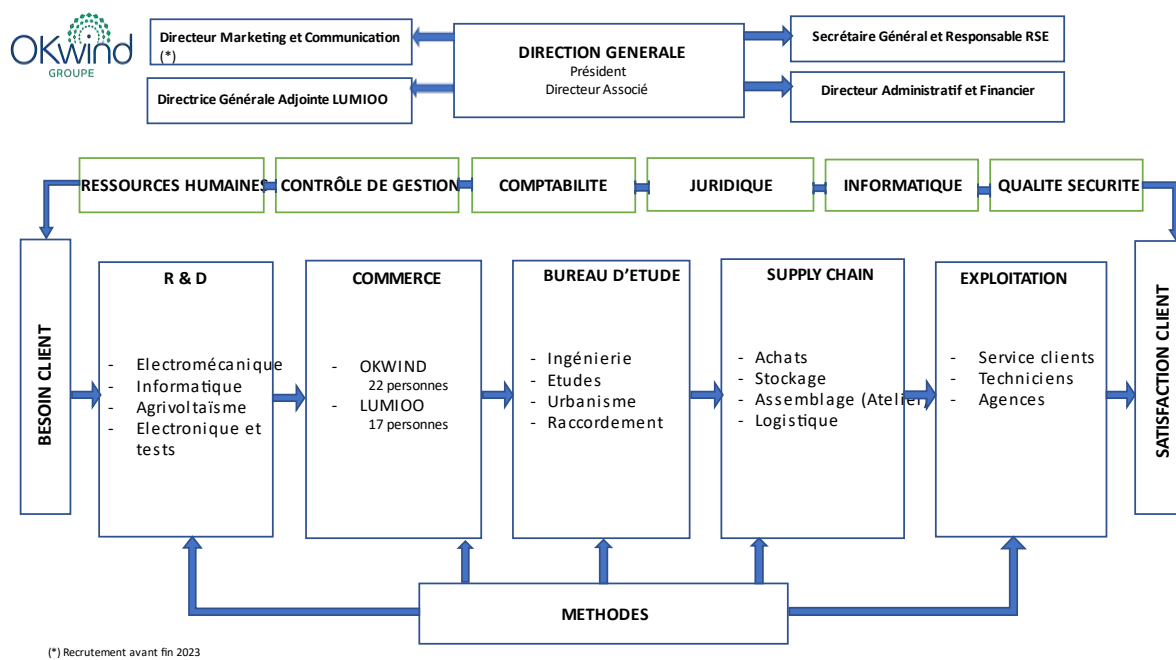 OKwind
GROUPE
Directeur Marketing et Communication
(*)
Directrice Générale Adjointe LUMIOO
DIRECTION GENERALE
Président
Directeur Associé
Secrétaire Général et Responsable RSE
Directeur Administratif et Financier
RESSOURCES HUMAINES
CONTRÔLE DE GESTION
COMPTABILITE
JURIDIQUE
INFORMATIQUE
QUALITE SECURITE
BESOIN CLIENT
R & D
- Electromécanique
- Informatique
- Agrivoltaïsme
- Electronique et
tests
COMMERCE
- OKWIND
22 personnes
- LUMIOO
17 personnes
BUREAU D'ETUDE
- Ingénierie
- Etudes
- Urbanisme
- Raccordement
SUPPLY CHAIN
- Achats
- Stockage
- Assemblage (Atelier)
- Logistique
EXPLOITATION
- Service clients
- Techniciens
- Agences
SATISFACTION CLIENT
METHODES
(*) Recrutement avant fin 2023